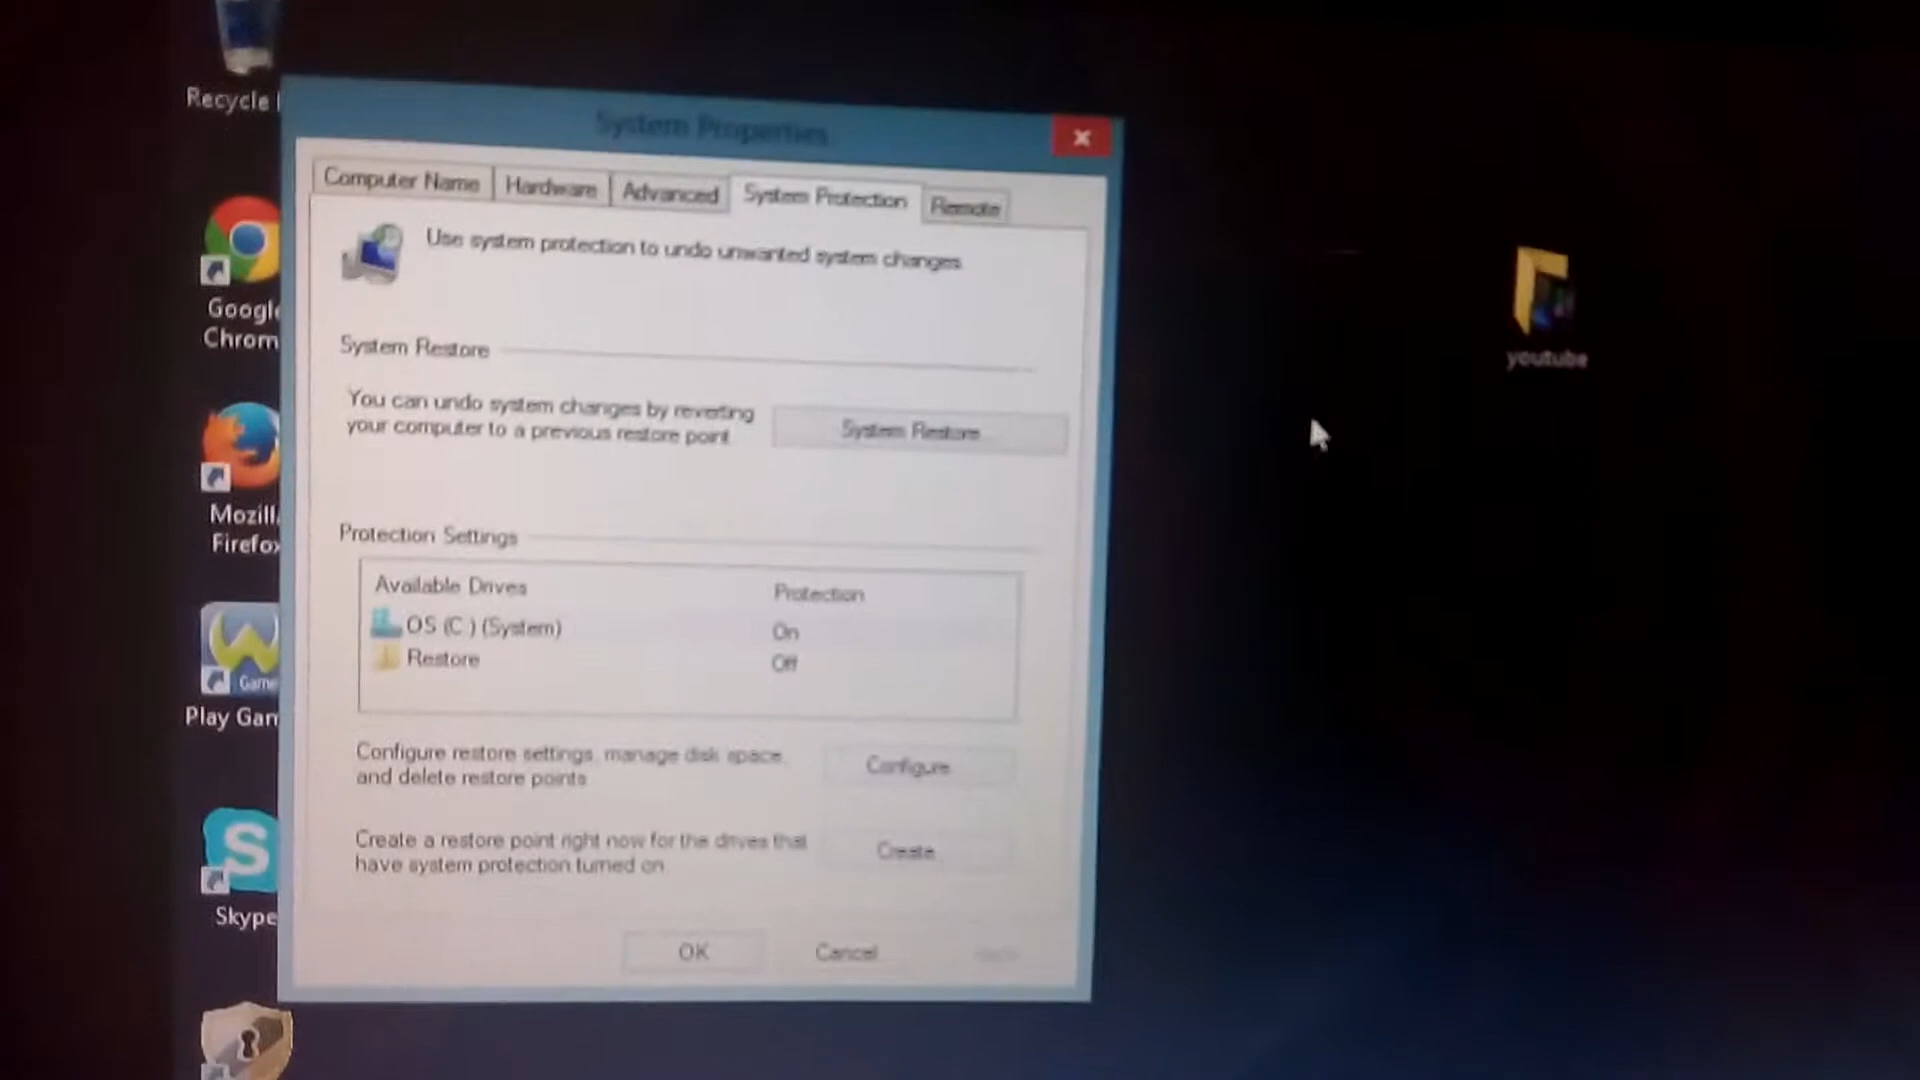 Recycle
System Properties
Computer Name
Hardware
Advanced
System Protection
Remote
Use system protection to undo unwanted system changes.
Google
Chrom
System Restore
youtube
You can undo system changes by reverting
your computer to a previous restore point.
System Restore...
Mozill
Firefox
Protection Settings
Available Drives
Protection
OS (C:) (System)
On
Restore
Off
Game
Play Gam
Configure restore settings, manage disk space,
and delete restore points.
Configure...
Create a restore point right now for the drives that
have system protection turned on.
Create...
S
Skype
OK
Cancel